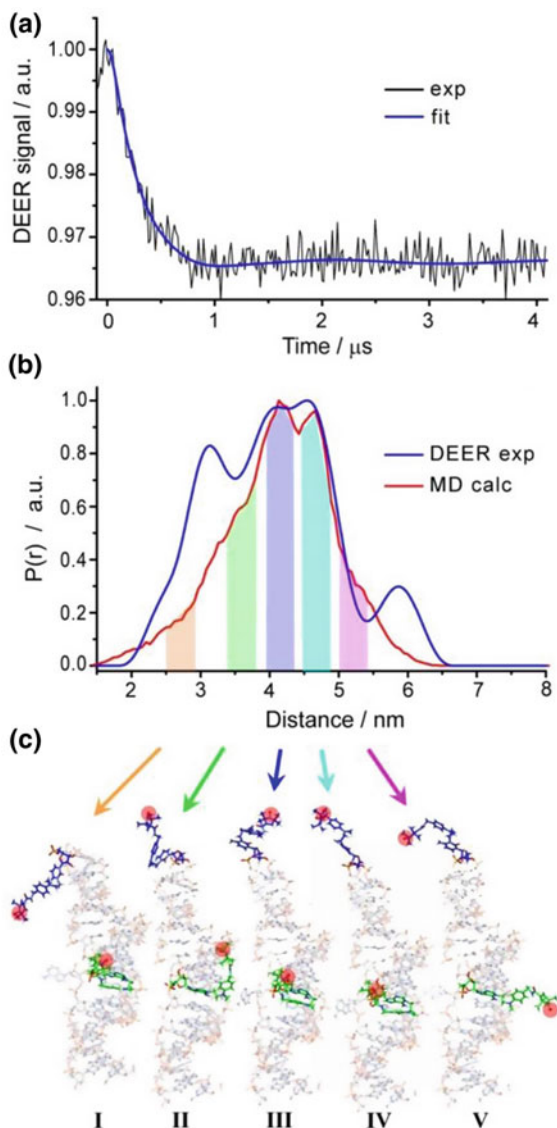 (a)
1.00
0.99
0.98
0.97
0.96
DEER signal / a.u.
exp
fit
0 1 2 3 4
Time / μs
(b)
1.0
0.8
0.6
0.4
0.2
0.0
P(r) / a.u.
DEER exp
MD calc
2 3 4 5 6 7 8
Distance / nm
(c)
I II III IV V